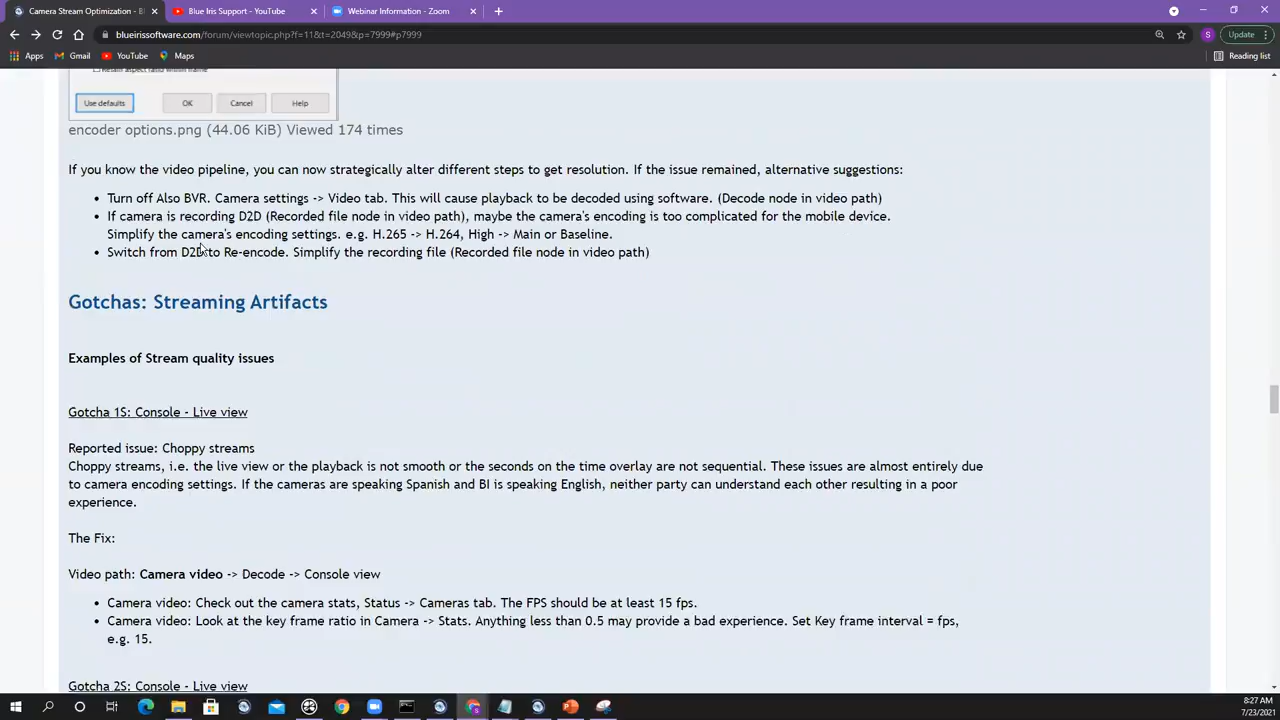 Camera Stream Optimization - Bl
Blue Iris Support - YouTube
Webinar Information - Zoom
blueirissoftware.com/forum/viewtopic.php?f=11&t=2049&p=7999#p7999
S
Update
Apps
Gmail
YouTube
Maps
Reading list
Retain aspect ratio within frame
Use defaults
OK
Cancel
Help
encoder options.png (44.06 KiB) Viewed 174 times
If you know the video pipeline, you can now strategically alter different steps to get resolution. If the issue remained, alternative suggestions:
• Turn off Also BVR. Camera settings -> Video tab. This will cause playback to be decoded using software. (Decode node in video path)
• If camera is recording D2D (Recorded file node in video path), maybe the camera's encoding is too complicated for the mobile device.
Simplify the camera's encoding settings. e.g. H.265 -> H.264, High -> Main or Baseline.
• Switch from D2D to Re-encode. Simplify the recording file (Recorded file node in video path)
Gotchas: Streaming Artifacts
Examples of Stream quality issues
Gotcha 1S: Console - Live view
Reported issue: Choppy streams
Choppy streams, i.e. the live view or the playback is not smooth or the seconds on the time overlay are not sequential. These issues are almost entirely due
to camera encoding settings. If the cameras are speaking Spanish and BI is speaking English, neither party can understand each other resulting in a poor
experience.
The Fix:
Video path: Camera video -> Decode -> Console view
• Camera video: Check out the camera stats, Status -> Cameras tab. The FPS should be at least 15 fps.
• Camera video: Look at the key frame ratio in Camera -> Stats. Anything less than 0.5 may provide a bad experience. Set Key frame interval = fps,
e.g. 15.
Gotcha 2S: Console - Live view
8:27 AM
7/23/2021